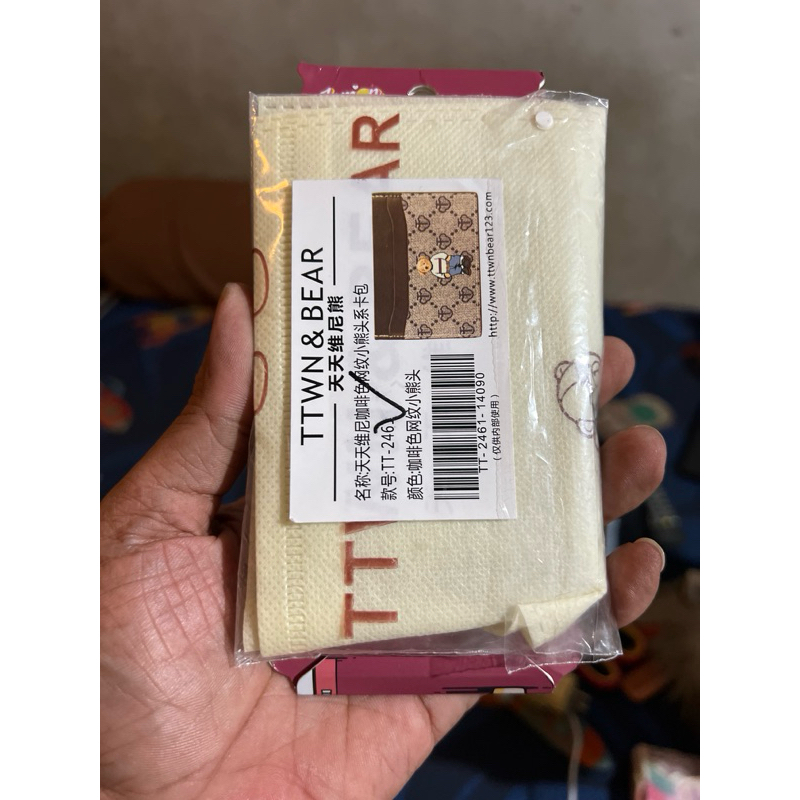 TTWN & BEAR
天天维尼熊
名称:天天维尼咖啡色网纹小熊头系卡包
款号:TT-2461
颜色:咖啡色网纹小熊头
TT-2461-14090
(仅供内部使用)
http://www.ttwnbear123.com
TTW
AR